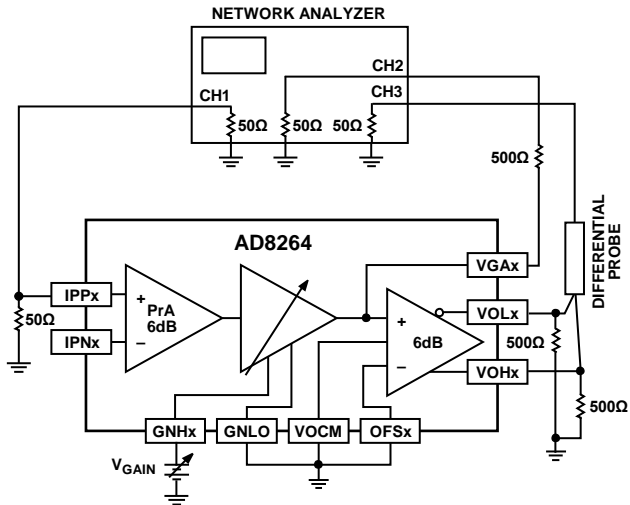 NETWORK ANALYZER
CH1
CH2
CH3
50Ω
50Ω
50Ω
500Ω
DIFFERENTIAL
PROBE
AD8264
VGAx
IPPx
+
PrA
6dB
–
50Ω
IPNx
+
6dB
–
VOLx
500Ω
VOHx
500Ω
GNHx
GNLO
VOCM
OFSx
VGAIN